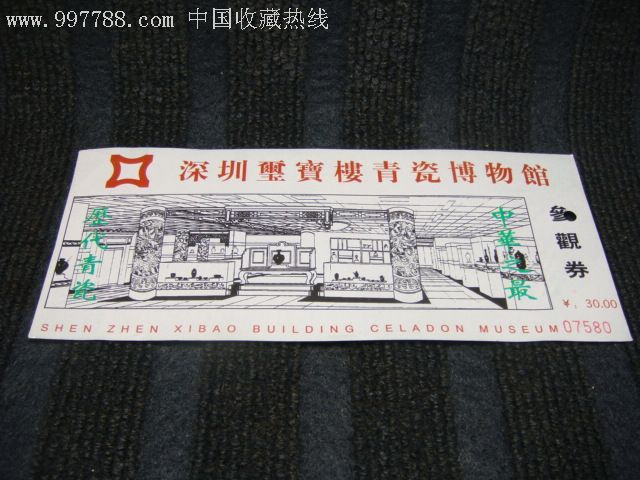 www.997788.com 中国收藏热线
深圳璽寶樓青瓷博物館
歷代青瓷
中華之最
參觀券
¥: 30.00
SHEN ZHEN XIBAO BUILDING CELADON MUSEUM 07580